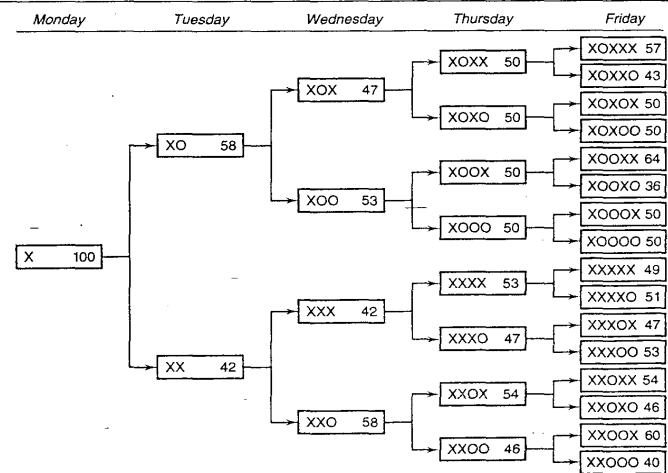 Monday Tuesday Wednesday Thursday Friday
XOXXX 57
XOXX 50
XOXXO 43
XOX 47
XOXOX 50
XOXO 50
XOXOO 50
XO 58
XOOXX 64
XOOX 50
XOOXO 36
XOO 53
XOOOX 50
XOOO 50
XOOOO 50
X 100
XXXXX 49
XXXX 53
XXXXO 51
XXX 42
XXXOX 47
XXXO 47
XXXOO 53
XX 42
XXOXX 54
XXOX 54
XXOXO 46
XXO 58
XXOOX 60
XXOO 46
XXOOO 40